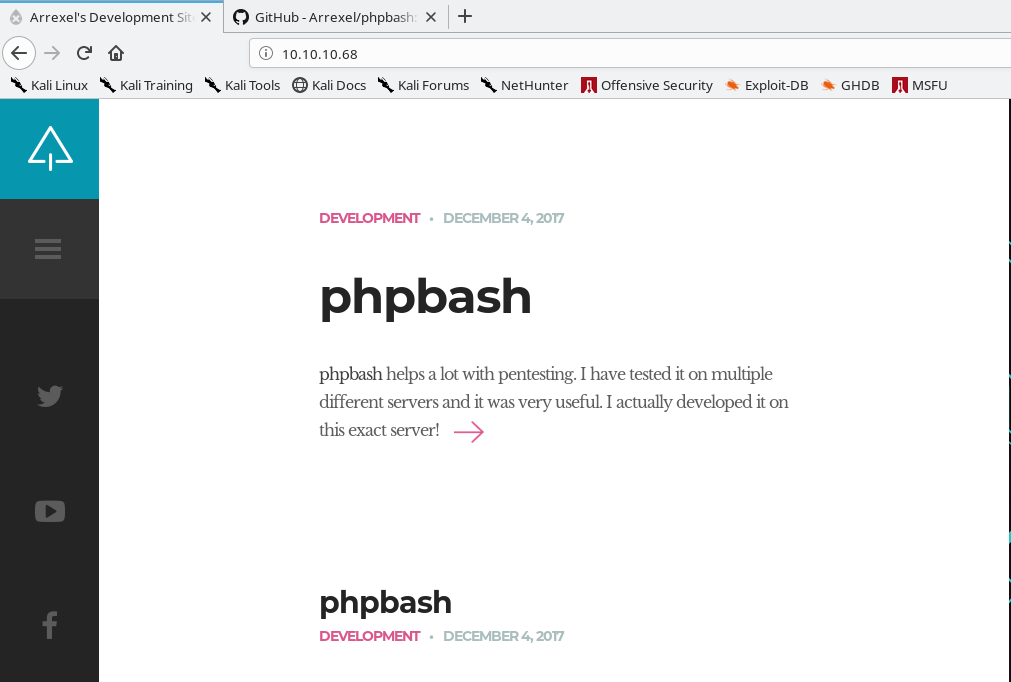 Arrexel's Development Sit
GitHub - Arrexel/phpbash:
10.10.10.68
Kali Linux Kali Training Kali Tools Kali Docs Kali Forums NetHunter Offensive Security Exploit-DB GHDB MSFU
DEVELOPMENT • DECEMBER 4, 2017
phpbash
phpbash helps a lot with pentesting. I have tested it on multiple
different servers and it was very useful. I actually developed it on
this exact server!
phpbash
DEVELOPMENT • DECEMBER 4, 2017